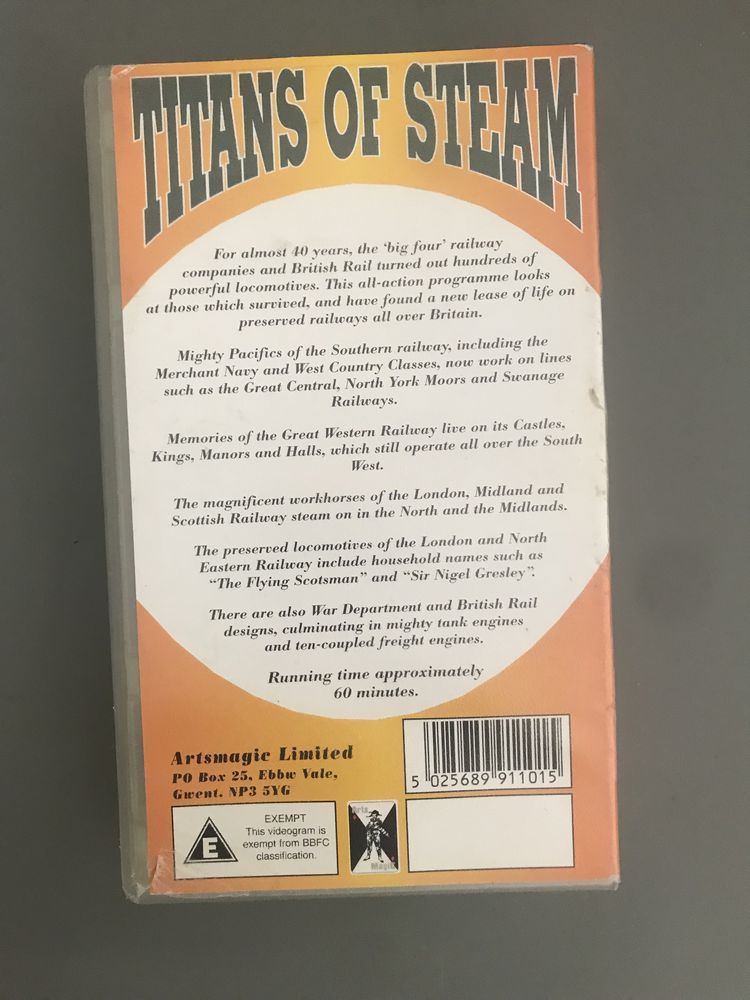 TITANS OF STEAM
For almost 40 years, the 'big four' railway
companies and British Rail turned out hundreds of
powerful locomotives. This all-action programme looks
at those which survived, and have found a new lease of life on
preserved railways all over Britain.
Mighty Pacifics of the Southern railway, including the
Merchant Navy and West Country Classes, now work on lines
such as the Great Central, North York Moors and Swanage
Railways.
Memories of the Great Western Railway live on its Castles,
Kings, Manors and Halls, which still operate all over the South
West.
The magnificent workhorses of the London, Midland and
Scottish Railway steam on in the North and the Midlands.
The preserved locomotives of the London and North
Eastern Railway include household names such as
"The Flying Scotsman" and "Sir Nigel Gresley".
There are also War Department and British Rail
designs, culminating in mighty tank engines
and ten-coupled freight engines.
Running time approximately
60 minutes.
Artsmagic Limited
PO Box 25, Ebbw Vale,
Gwent. NP3 5YG
5 025689 911015
E
EXEMPT
This videogram is
exempt from BBFC
classification.
Arts
Magic